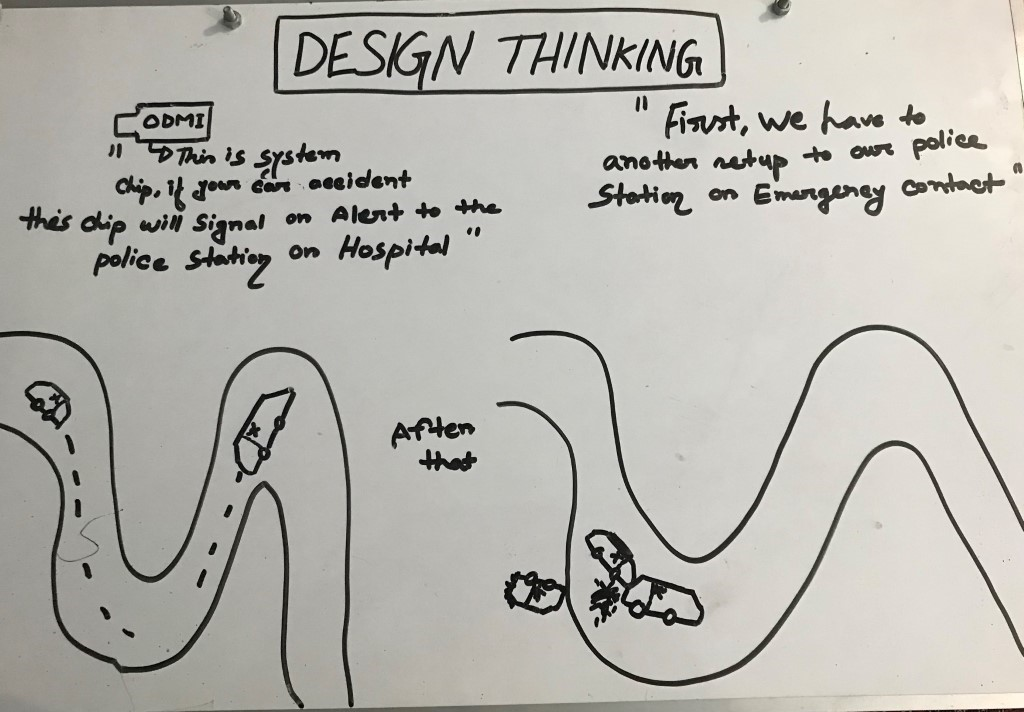 DESIGN THINKING
ODMI
" This is system
chip, if your car accident
this chip will Signal on Alert to the
police station on Hospital "
" First, we have to
another setup to our police
Station on Emergency contact "
After
that